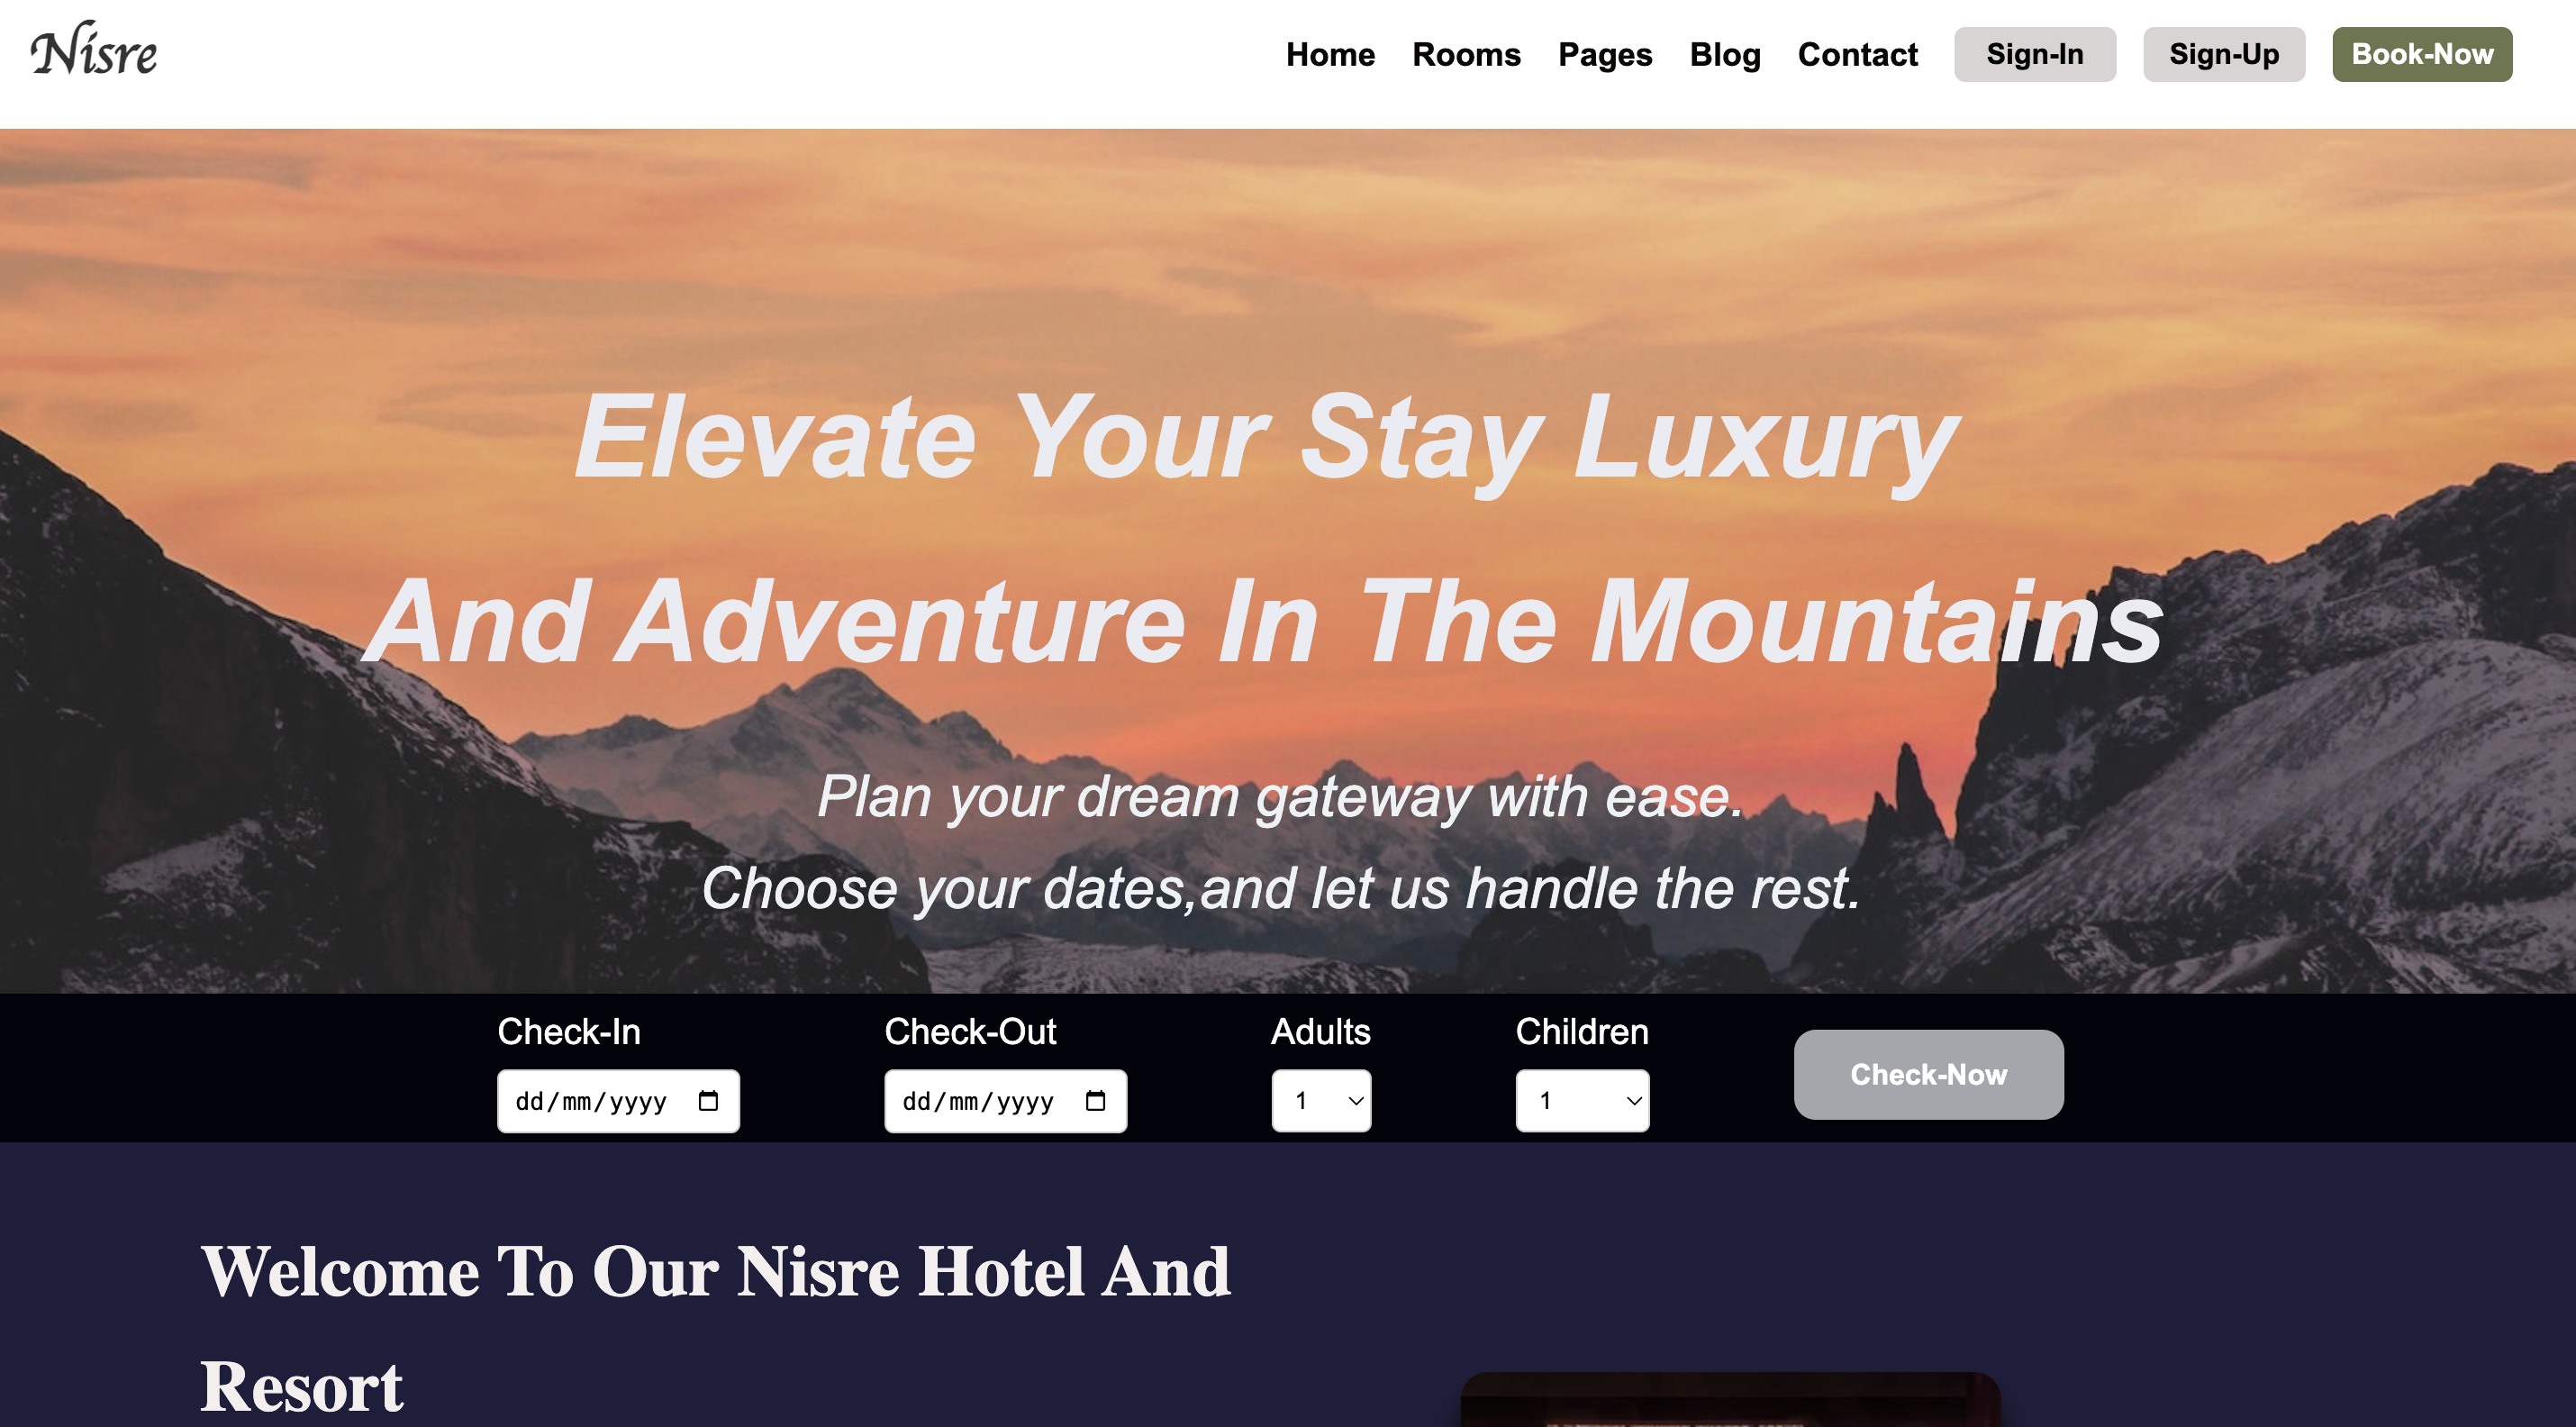 Nisre
Home Rooms Pages Blog Contact Sign-In Sign-Up Book-Now
Elevate Your Stay Luxury
And Adventure In The Mountains
Plan your dream gateway with ease.
Choose your dates,and let us handle the rest.
Check-In Check-Out Adults Children
dd/mm/yyyy dd/mm/yyyy 1 1 Check-Now
Welcome To Our Nisre Hotel And
Resort